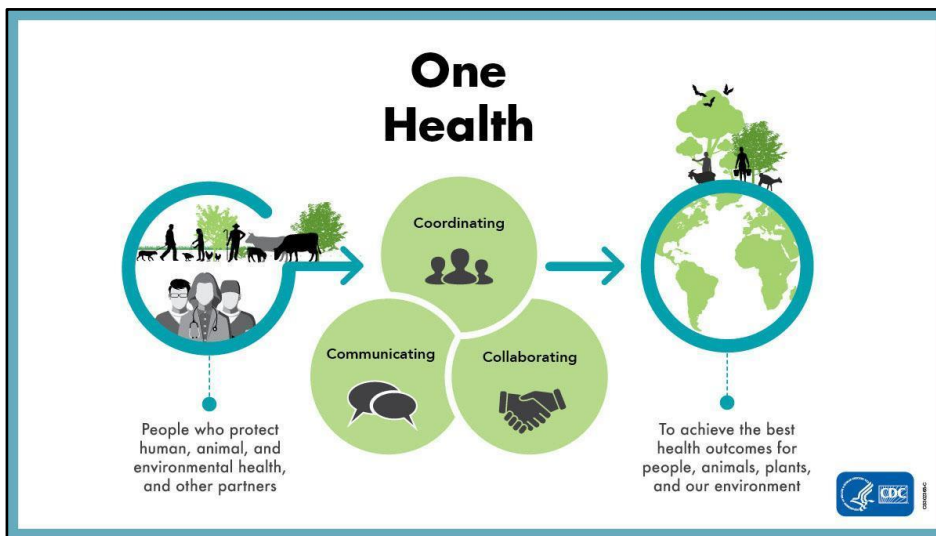 One
Health
Coordinating
Communicating
Collaborating
People who protect
human, animal, and
environmental health,
and other partners
To achieve the best
health outcomes for
people, animals, plants,
and our environment
CDC